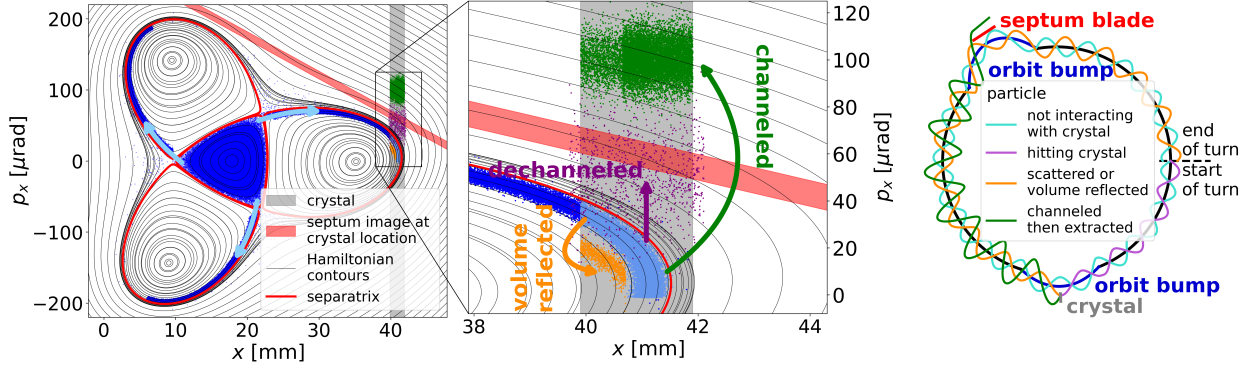 200
100
0
−100
−200
p_x [μrad]
0
10
20
30
40
x [mm]
crystal
septum image at
crystal location
Hamiltonian
contours
separatrix
channeled
dechanneled
volume
reflected
38
40
42
44
x [mm]
120
100
80
60
40
20
0
p_x [μrad]
septum blade
orbit bump
particle
not interacting
with crystal
hitting crystal
scattered or
volume reflected
channeled
then extracted
end
of turn
start
of turn
orbit bump
crystal